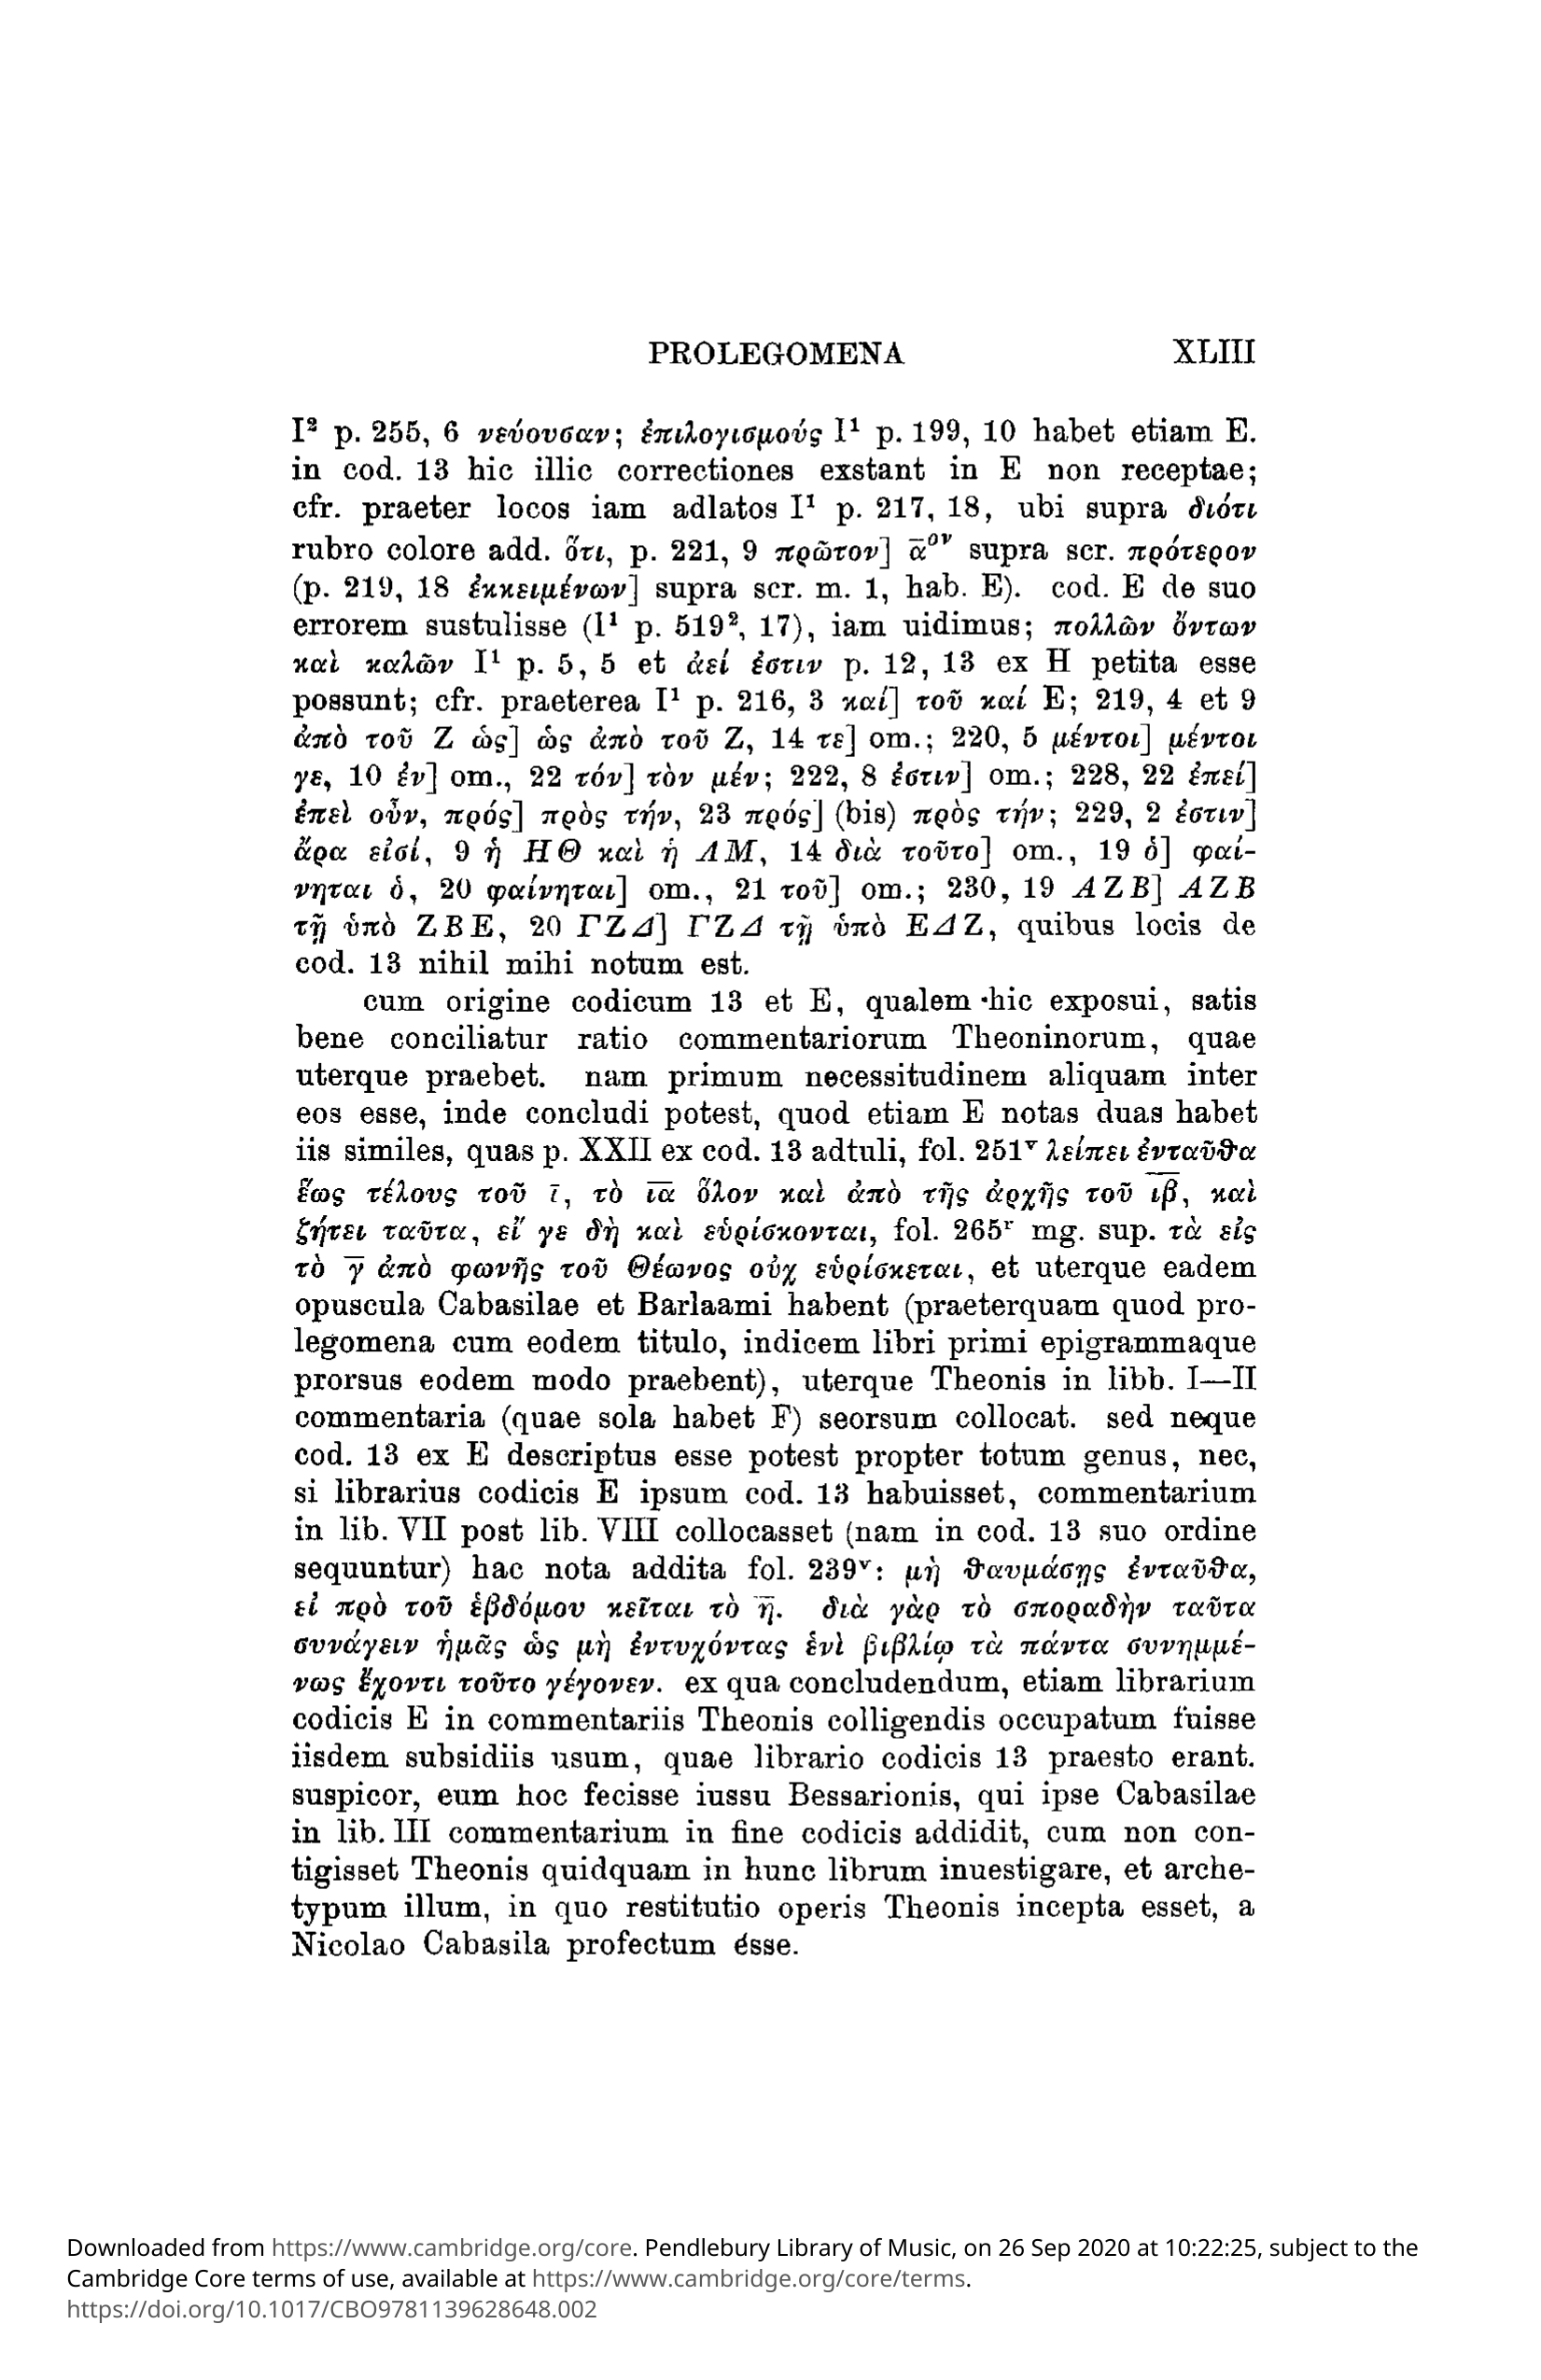 PROLEGOMENA XLIII
I² p. 255, 6 νεύουσαν; ἐπιλογισμούς I¹ p. 199, 10 habet etiam E.
in cod. 13 hic illic correctiones exstant in E non receptae;
cfr. praeter locos iam adlatos I¹ p. 217, 18, ubi supra διότι
rubro colore add. ὅτι, p. 221, 9 πρῶτον] ᾱᵒⁿ supra scr. πρότερον
(p. 219, 18 ἐκκειμένων] supra scr. m. 1, hab. E). cod. E de suo
errorem sustulisse (I¹ p. 519², 17), iam uidimus; πολλῶν ὄντων
καὶ καλῶν I¹ p. 5, 5 et ἀεί ἐστιν p. 12, 13 ex H petita esse
possunt; cfr. praeterea I¹ p. 216, 3 καί] τοῦ καί E; 219, 4 et 9
ἀπὸ τοῦ Z ὡς] ὡς ἀπὸ τοῦ Z, 14 τε] om.; 220, 5 μέντοι] μέντοι
γε, 10 ἐν] om., 22 τόν] τὸν μέν; 222, 8 ἐστιν] om.; 228, 22 ἐπεί]
ἐπεὶ οὖν, πρός] πρὸς τήν, 23 πρός] (bis) πρὸς τήν; 229, 2 ἐστιν]
ἄρα εἰσί, 9 ἡ ΗΘ καὶ ἡ ΛΜ, 14 διὰ τοῦτο] om., 19 ὁ] φαί-
νηται ὁ, 20 φαίνηται] om., 21 τοῦ] om.; 230, 19 ΑΖΒ] ΑΖΒ
τῇ ὑπὸ ΖΒΕ, 20 ΓΖΔ] ΓΖΔ τῇ ὑπὸ ΕΔΖ, quibus locis de
cod. 13 nihil mihi notum est.
cum origine codicum 13 et E, qualem hic exposui, satis
bene conciliatur ratio commentariorum Theoninorum, quae
uterque praebet. nam primum necessitudinem aliquam inter
eos esse, inde concludi potest, quod etiam E notas duas habet
iis similes, quas p. XXII ex cod. 13 adtuli, fol. 251ᵛ λείπει ἐνταῦθα
ἕως τέλους τοῦ ῑ, τὸ ῑᾱ ὅλον καὶ ἀπὸ τῆς ἀρχῆς τοῦ ῑβ̄, καὶ
ζήτει ταῦτα, εἴ γε δὴ καὶ εὑρίσκονται, fol. 265ʳ mg. sup. τὰ εἰς
τὸ γ̄ ἀπὸ φωνῆς τοῦ Θέωνος οὐχ εὑρίσκεται, et uterque eadem
opuscula Cabasilae et Barlaami habent (praeterquam quod pro-
legomena cum eodem titulo, indicem libri primi epigrammaque
prorsus eodem modo praebent), uterque Theonis in libb. I—II
commentaria (quae sola habet F) seorsum collocat. sed neque
cod. 13 ex E descriptus esse potest propter totum genus, nec,
si librarius codicis E ipsum cod. 13 habuisset, commentarium
in lib. VII post lib. VIII collocasset (nam in cod. 13 suo ordine
sequuntur) hac nota addita fol. 239ᵛ: μὴ θαυμάσῃς ἐνταῦθα,
εἰ πρὸ τοῦ ἑβδόμου κεῖται τὸ η̄. διὰ γὰρ τὸ σποραδὴν ταῦτα
συνάγειν ἡμᾶς ὡς μὴ ἐντυχόντας ἑνὶ βιβλίῳ τὰ πάντα συνημμέ-
νως ἔχοντι τοῦτο γέγονεν. ex qua concludendum, etiam librarium
codicis E in commentariis Theonis colligendis occupatum fuisse
iisdem subsidiis usum, quae librario codicis 13 praesto erant.
suspicor, eum hoc fecisse iussu Bessarionis, qui ipse Cabasilae
in lib. III commentarium in fine codicis addidit, cum non con-
tigisset Theonis quidquam in hunc librum inuestigare, et arche-
typum illum, in quo restitutio operis Theonis incepta esset, a
Nicolao Cabasila profectum esse.
Downloaded from https://www.cambridge.org/core. Pendlebury Library of Music, on 26 Sep 2020 at 10:22:25, subject to the
Cambridge Core terms of use, available at https://www.cambridge.org/core/terms.
https://doi.org/10.1017/CBO9781139628648.002